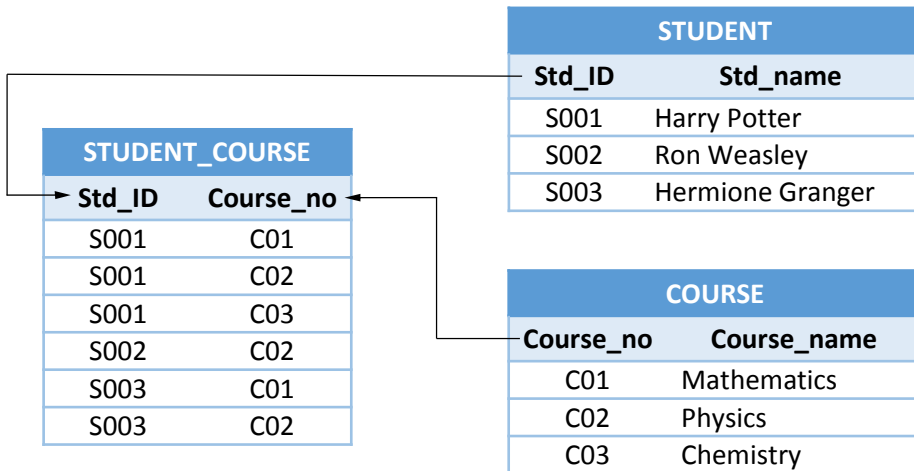 STUDENT
Std_ID Std_name
S001 Harry Potter
S002 Ron Weasley
S003 Hermione Granger
STUDENT_COURSE
Std_ID Course_no
S001 C01
S001 C02
S001 C03
S002 C02
S003 C01
S003 C02
COURSE
Course_no Course_name
C01 Mathematics
C02 Physics
C03 Chemistry